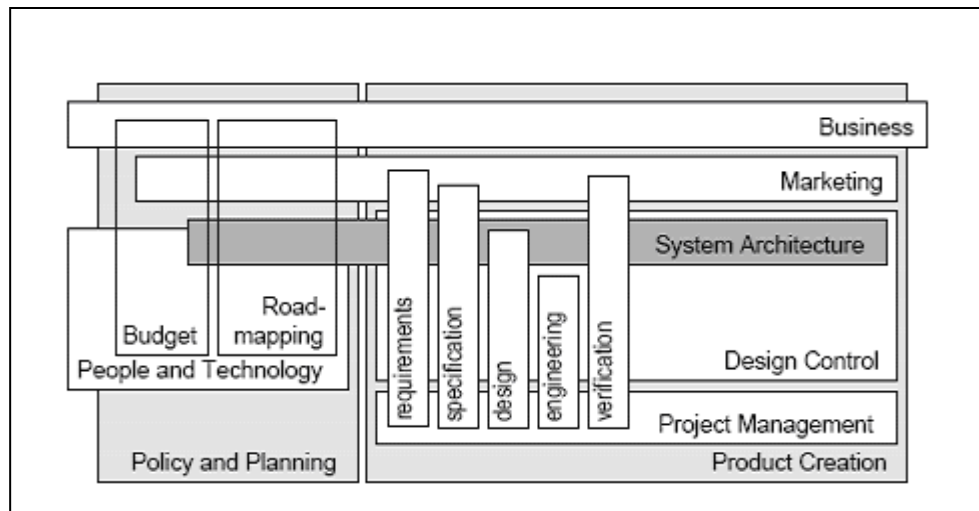 Business
Marketing
System Architecture
Road-
mapping
Budget
People and Technology
requirements
specification
design
engineering
verification
Design Control
Project Management
Policy and Planning
Product Creation